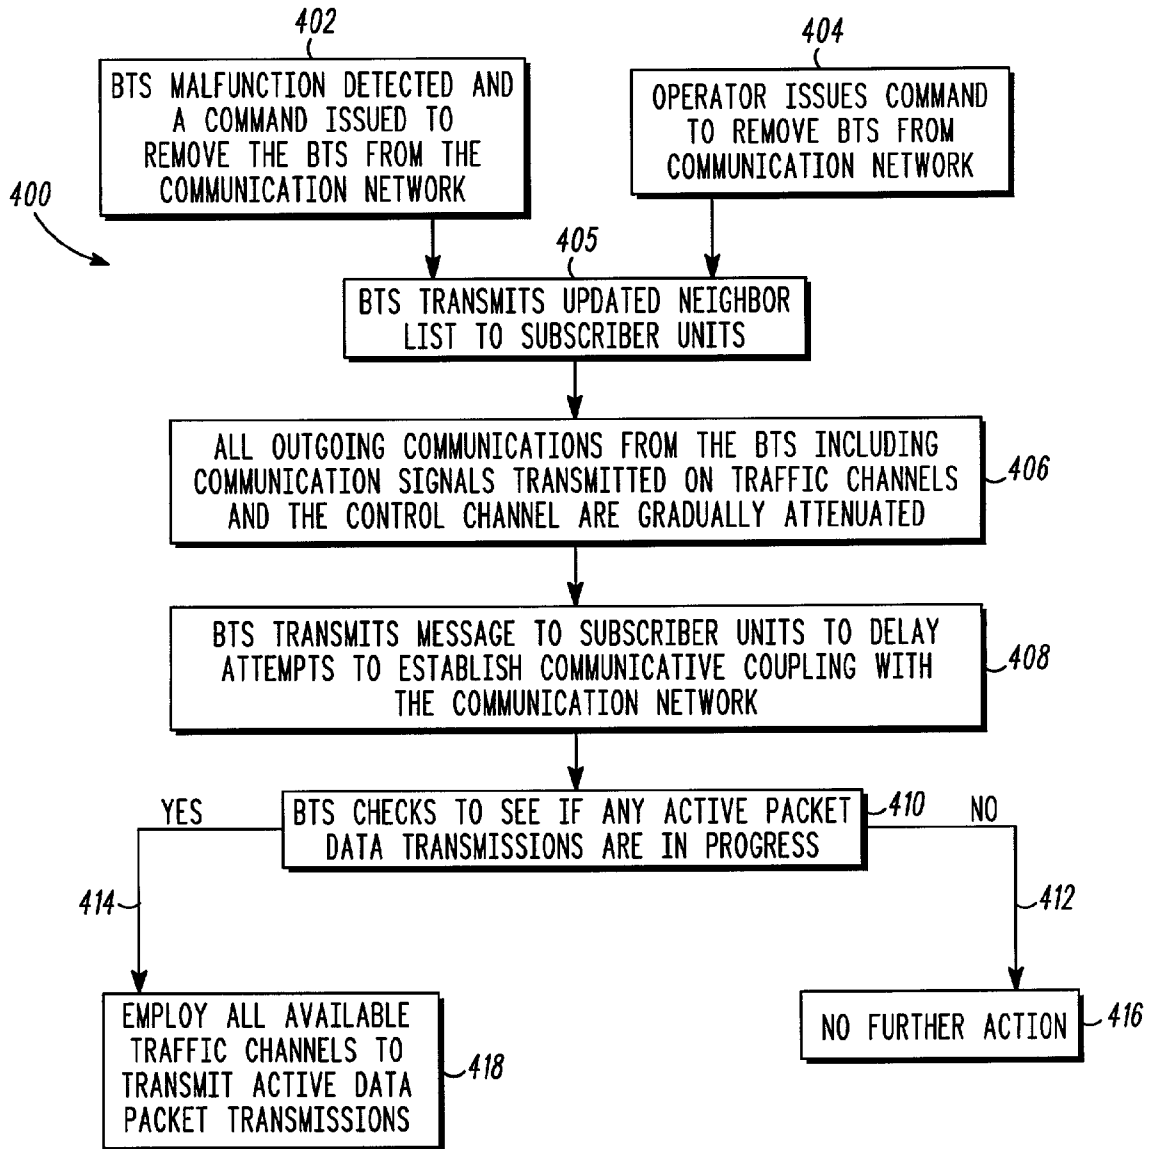 402
BTS MALFUNCTION DETECTED AND
A COMMAND ISSUED TO
REMOVE THE BTS FROM THE
COMMUNICATION NETWORK
404
OPERATOR ISSUES COMMAND
TO REMOVE BTS FROM
COMMUNICATION NETWORK
400
405
BTS TRANSMITS UPDATED NEIGHBOR
LIST TO SUBSCRIBER UNITS
ALL OUTGOING COMMUNICATIONS FROM THE BTS INCLUDING
COMMUNICATION SIGNALS TRANSMITTED ON TRAFFIC CHANNELS
AND THE CONTROL CHANNEL ARE GRADUALLY ATTENUATED
406
BTS TRANSMITS MESSAGE TO SUBSCRIBER UNITS TO DELAY
ATTEMPTS TO ESTABLISH COMMUNICATIVE COUPLING WITH
THE COMMUNICATION NETWORK
408
YES
BTS CHECKS TO SEE IF ANY ACTIVE PACKET
DATA TRANSMISSIONS ARE IN PROGRESS
410
NO
414
412
EMPLOY ALL AVAILABLE
TRAFFIC CHANNELS TO
TRANSMIT ACTIVE DATA
PACKET TRANSMISSIONS
418
NO FURTHER ACTION
416